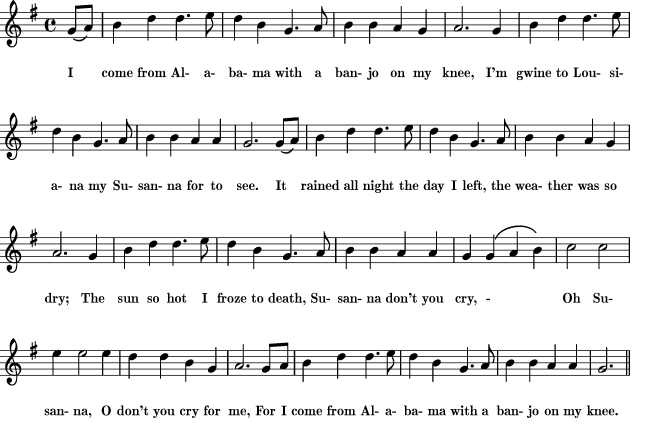 I come from Al- a- ba- ma with a ban- jo on my knee, I'm gwine to Lou- si-
a- na my Su- san- na for to see. It rained all night the day I left, the wea- ther was so
dry; The sun so hot I froze to death, Su- san- na don't you cry, - Oh Su-
san- na, O don't you cry for me, For I come from Al- a- ba- ma with a ban- jo on my knee.